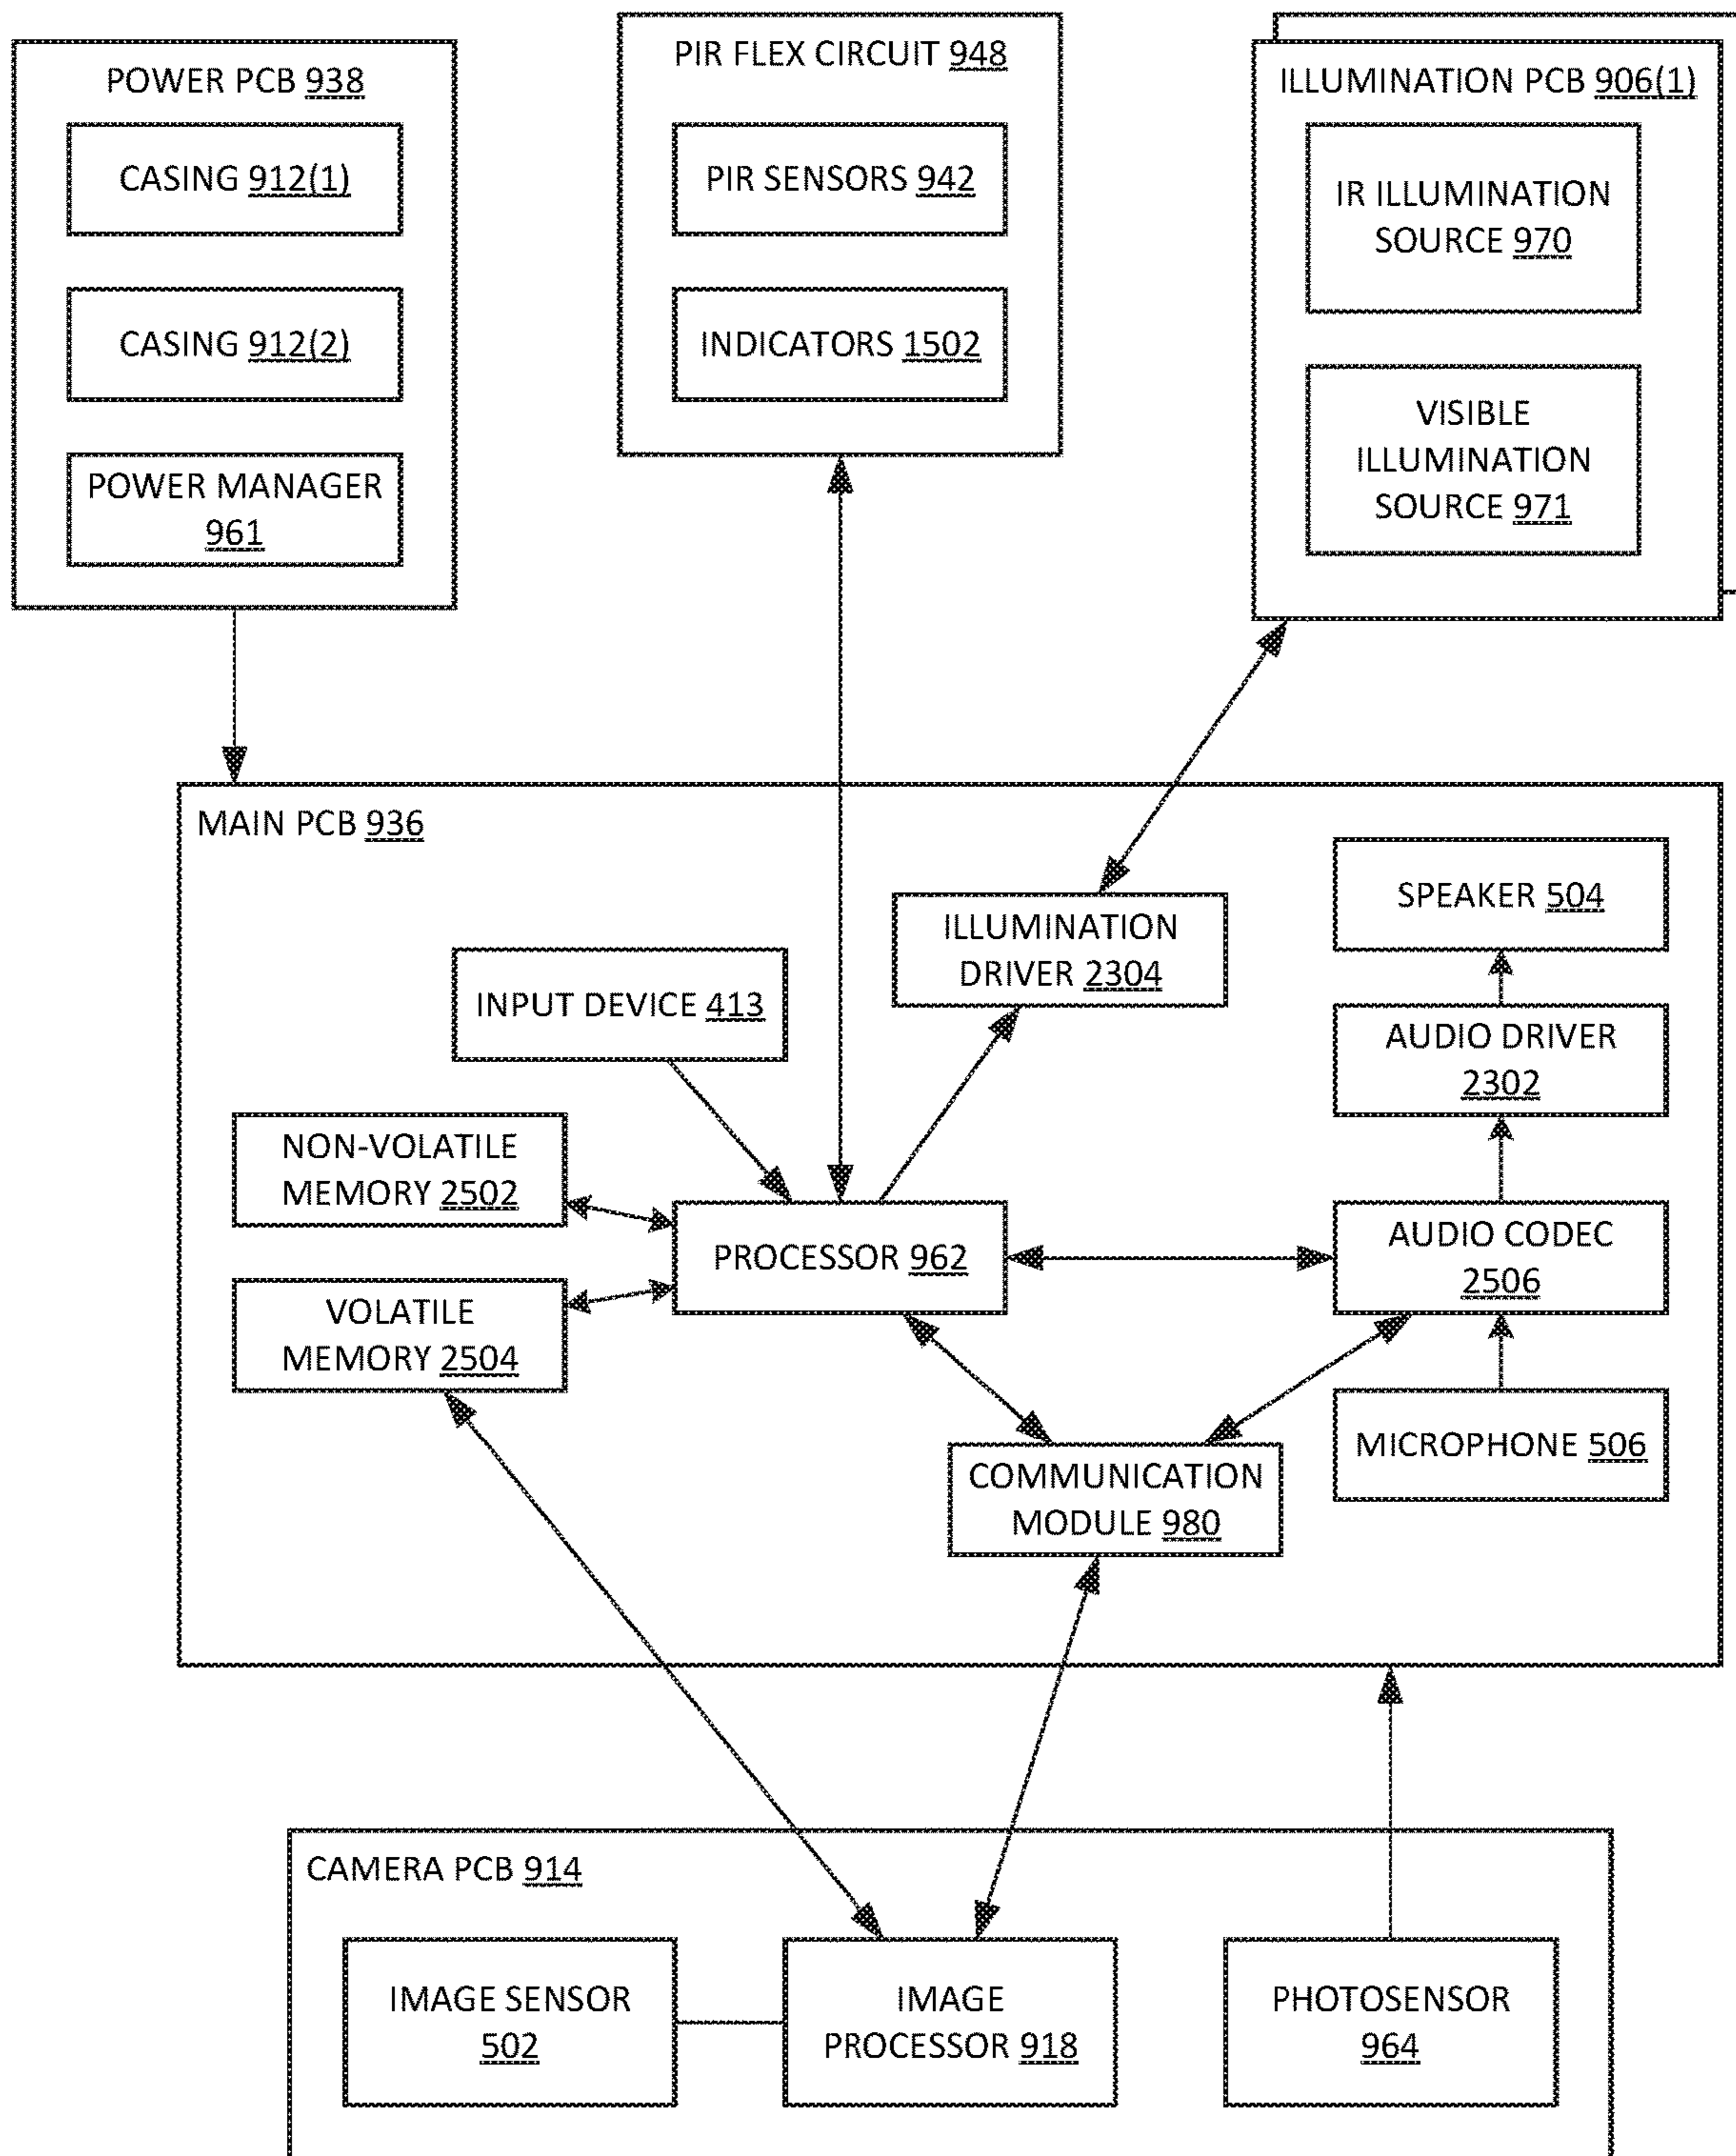 POWER PCB 938
CASING 912(1)
CASING 912(2)
POWER MANAGER
961
PIR FLEX CIRCUIT 948
PIR SENSORS 942
INDICATORS 1502
ILLUMINATION PCB 906(1)
IR ILLUMINATION
SOURCE 970
VISIBLE
ILLUMINATION
SOURCE 971
MAIN PCB 936
SPEAKER 504
ILLUMINATION
DRIVER 2304
INPUT DEVICE 413
AUDIO DRIVER
2302
NON-VOLATILE
MEMORY 2502
PROCESSOR 962
AUDIO CODEC
2506
VOLATILE
MEMORY 2504
MICROPHONE 506
COMMUNICATION
MODULE 980
CAMERA PCB 914
IMAGE SENSOR
502
IMAGE
PROCESSOR 918
PHOTOSENSOR
964